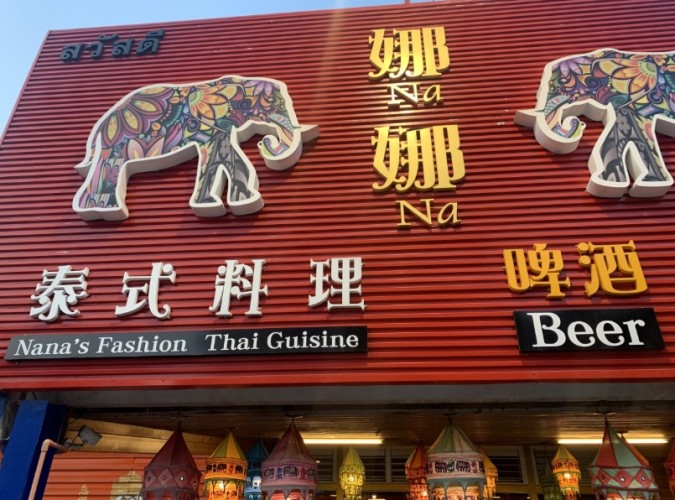 สวัสดี
娜
Na
娜
Na
泰式料理
啤酒
Nana's Fashion Thai Guisine
Beer